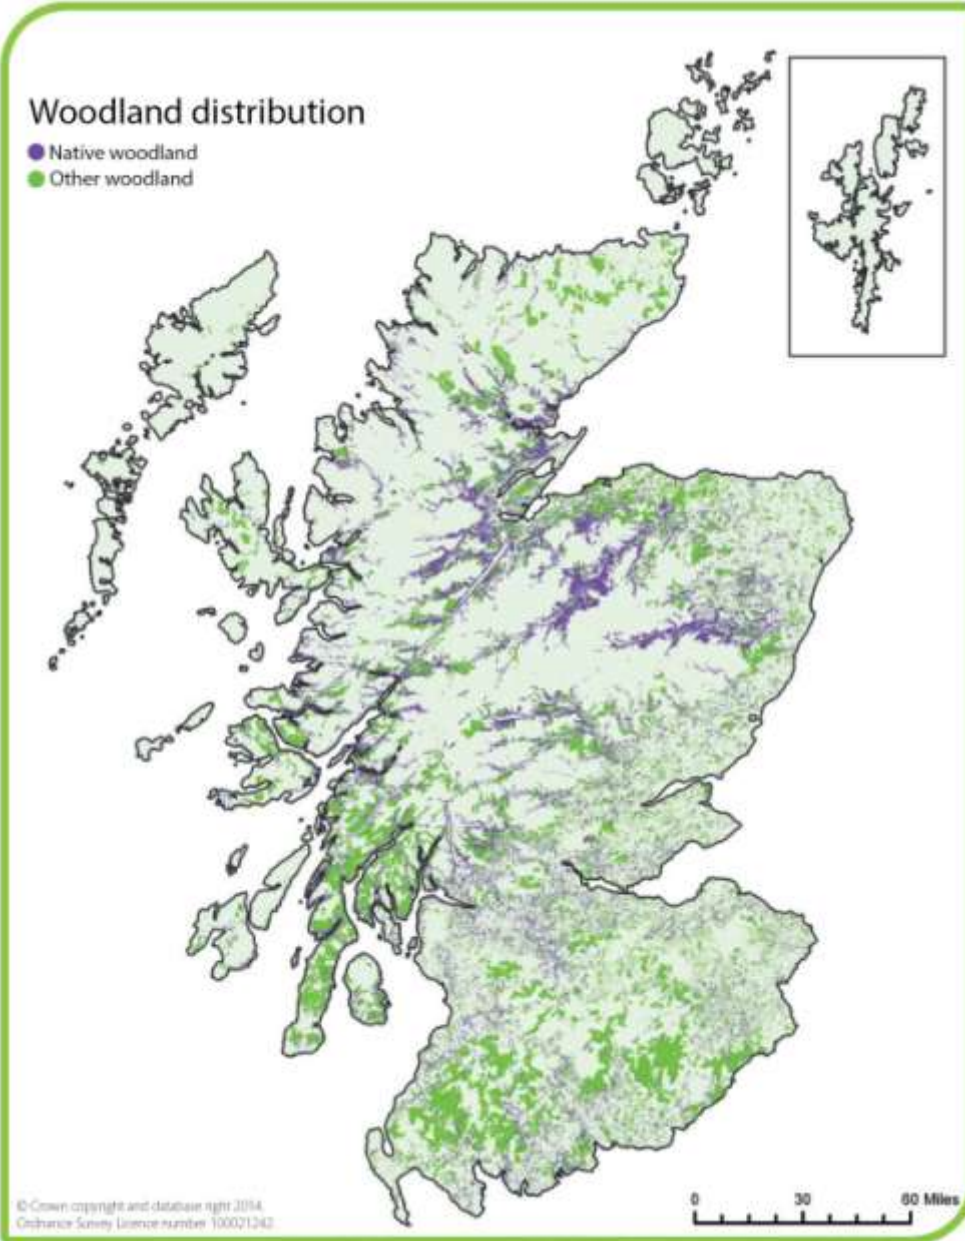 Woodland distribution
Native woodland
Other woodland
© Crown copyright and database right 2014.
Ordnance Survey Licence number 100021242
0 30 60 Miles